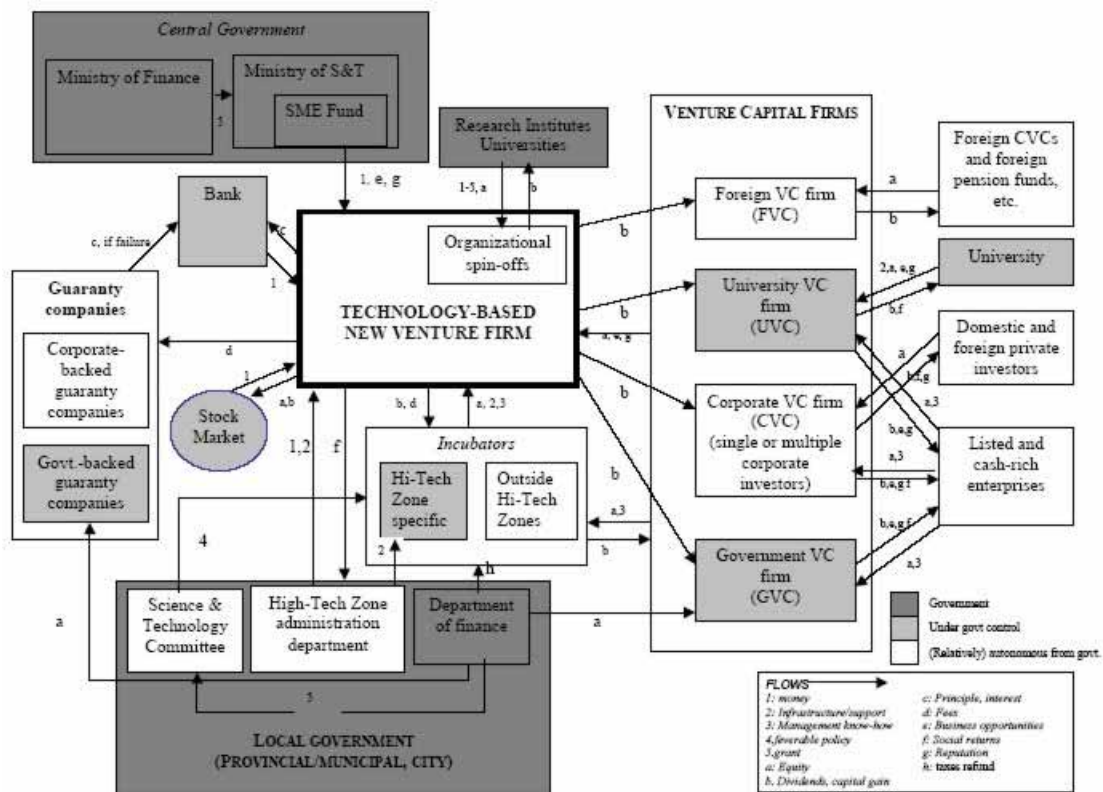 Central Government
Ministry of Finance
Ministry of S&T
SME Fund
1, e, g
Research Institutes
Universities
1-5, a
b
VENTURE CAPITAL FIRMS
Foreign CVCs
and foreign
pension funds,
etc.
a
b
Foreign VC firm
(FVC)
b
Bank
c, if failure
c
1
Organizational
spin-offs
TECHNOLOGY-BASED
NEW VENTURE FIRM
Guaranty
companies
Corporate-
backed
guaranty
companies
Govt.-backed
guaranty
companies
d
1
a,b
Stock
Market
b
a, e, g
University VC
firm
(UVC)
2,a, e,g
b,f
University
Domestic and
foreign private
investors
a
b
Corporate VC firm
(CVC)
(single or multiple
corporate
investors)
a,3
b,e,g
a,3
b,e,g f
Listed and
cash-rich
enterprises
1,2
f
b, d
a, 2,3
Incubators
Hi-Tech
Zone
specific
Outside
Hi-Tech
Zones
b
a,3
b
b,e,g f
a,3
Government VC
firm
(GVC)
4
2
h
a
Science &
Technology
Committee
High-Tech Zone
administration
department
Department
of finance
a
LOCAL GOVERNMENT
(PROVINCIAL/MUNICIPAL, CITY)
Government
Under govt control
(Relatively) autonomous from govt.
FLOWS
1: money
2: Infrastructure/support
3: Management know-how
4,feverable policy
5,grant
a: Equity
b. Dividends, capital gain
c: Principle, interest
d: Fees
e: Business opportunities
f: Social returns
g: Reputation
h: taxes refund